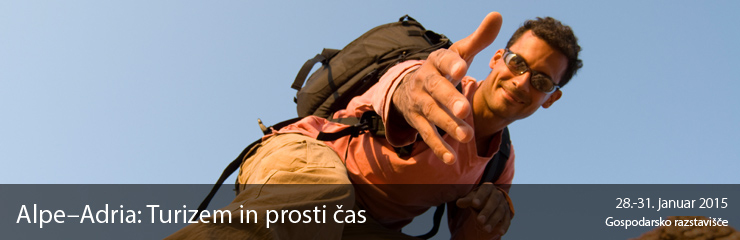 Alpe–Adria: Turizem in prosti čas
28.-31. Januar 2015
Gospodarsko razstavišče